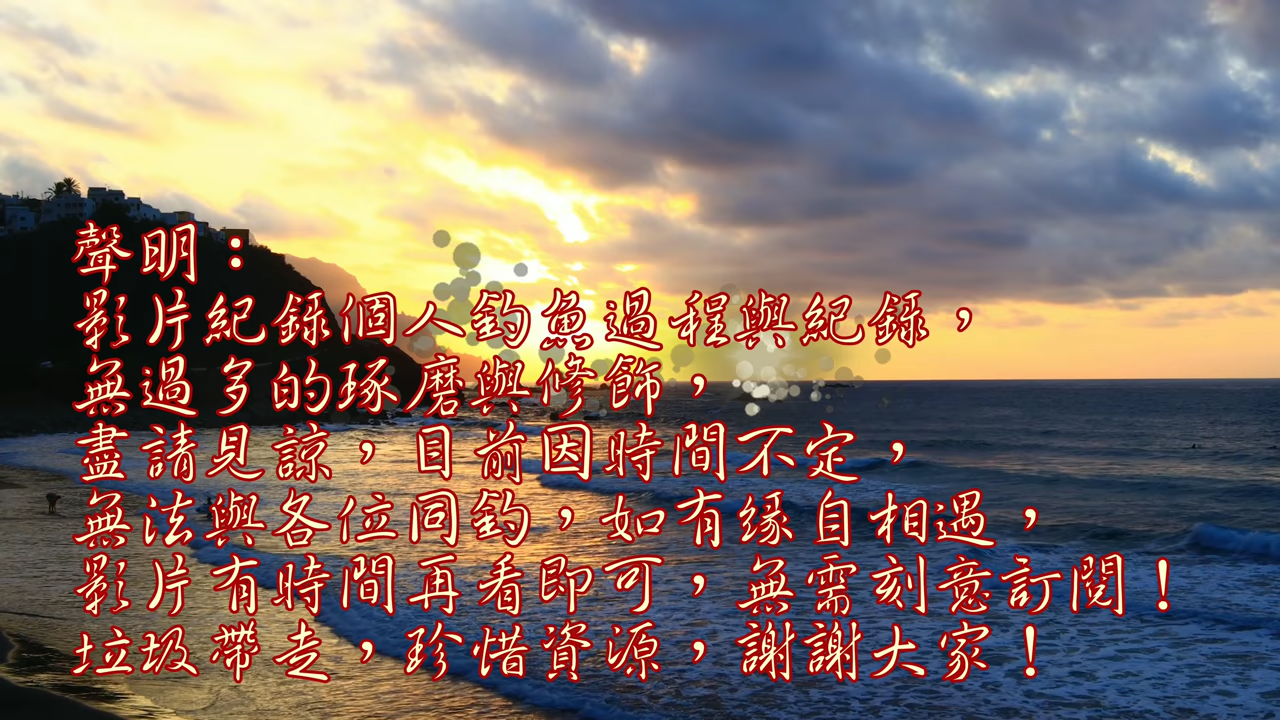 聲明：
影片紀錄個人釣魚過程與紀錄，
無過多的琢磨與修飾，
盡請見諒，目前因時間不定，
無法與各位同釣，如有緣自相遇，
影片有時間再看即可，無需刻意訂閱！
垃圾帶走，珍惜資源，謝謝大家！